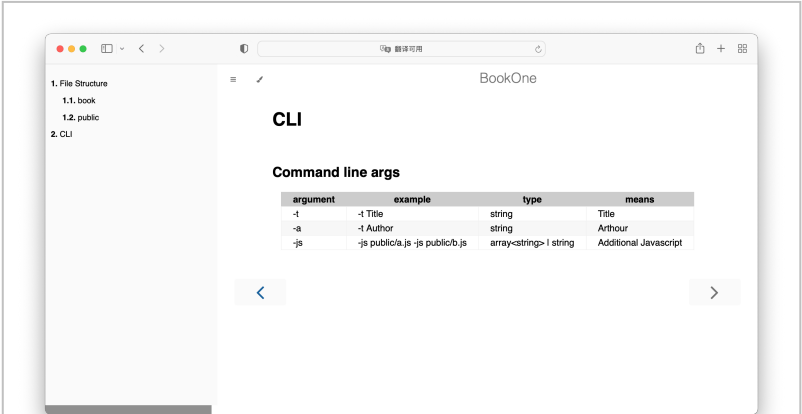 翻译可用
1. File Structure
1.1. book
1.2. public
2. CLI
BookOne
CLI
Command line args
argument example type means
-t -t Title string Title
-a -t Author string Arthour
-js -js public/a.js -js public/b.js array<string> | string Additional Javascript